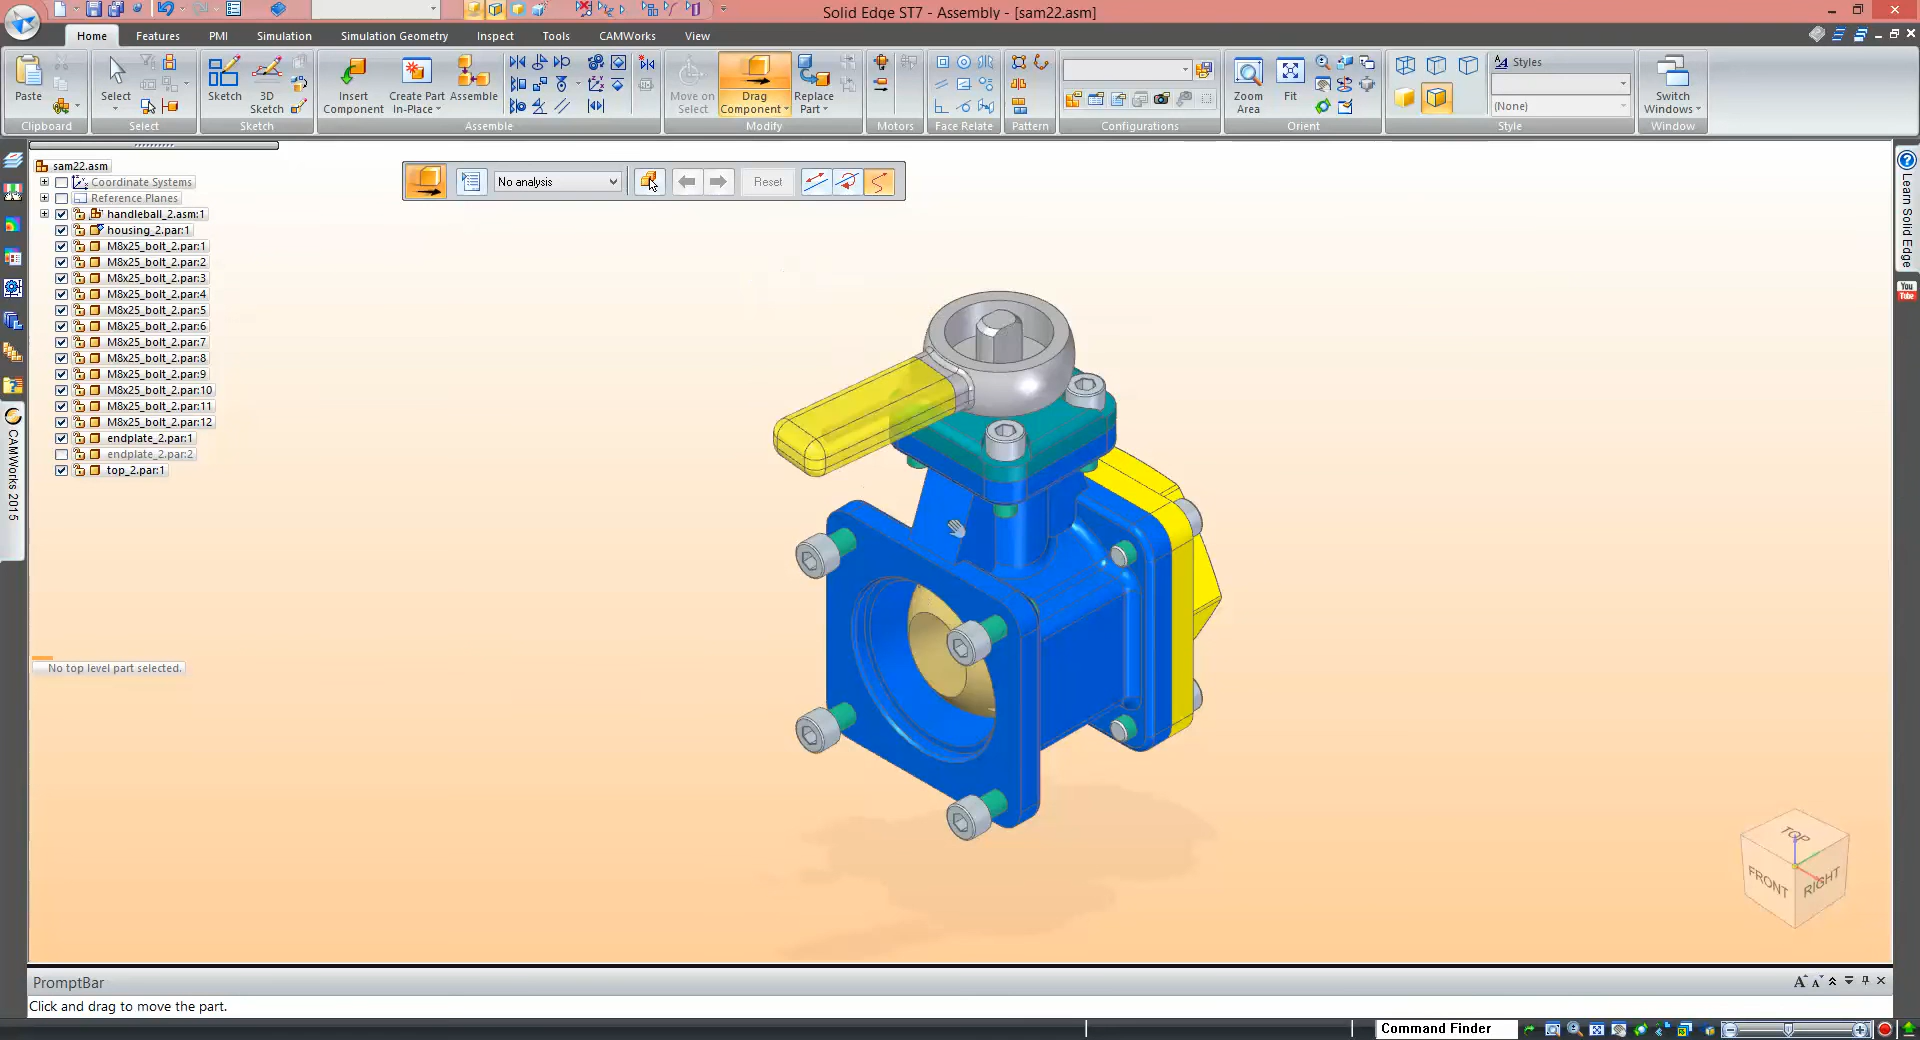 Solid Edge ST7 - Assembly - [sam22.asm]
Home Features PMI Simulation Simulation Geometry Inspect Tools CAMWorks View
Paste
Select
Sketch
3D Sketch
Insert Component
Create Part In-Place
Assemble
Move on Select
Drag Component
Replace Part
Zoom Area
Fit
Styles
(None)
Switch Windows
Clipboard Select Sketch Assemble Modify Motors Face Relate Pattern Configurations Orient Style Window
No analysis
Reset
sam22.asm
Coordinate Systems
Reference Planes
handleball_2.asm:1
housing_2.par:1
M8x25_bolt_2.par:1
M8x25_bolt_2.par:2
M8x25_bolt_2.par:3
M8x25_bolt_2.par:4
M8x25_bolt_2.par:5
M8x25_bolt_2.par:6
M8x25_bolt_2.par:7
M8x25_bolt_2.par:8
M8x25_bolt_2.par:9
M8x25_bolt_2.par:10
M8x25_bolt_2.par:11
M8x25_bolt_2.par:12
endplate_2.par:1
endplate_2.par:2
top_2.par:1
CAMWorks 2015
No top level part selected.
Learn Solid Edge
You Tube
TOP
FRONT
RIGHT
PromptBar
Click and drag to move the part.
Command Finder